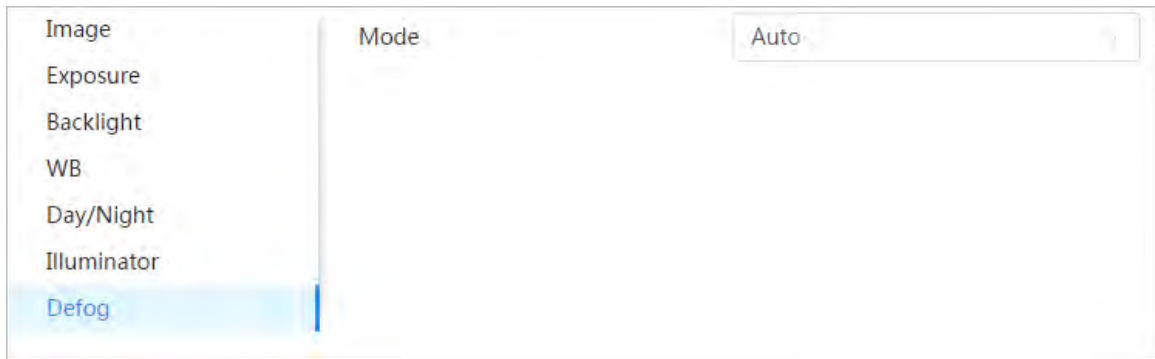 Image
Exposure
Backlight
WB
Day/Night
Illuminator
Defog
Mode
Auto